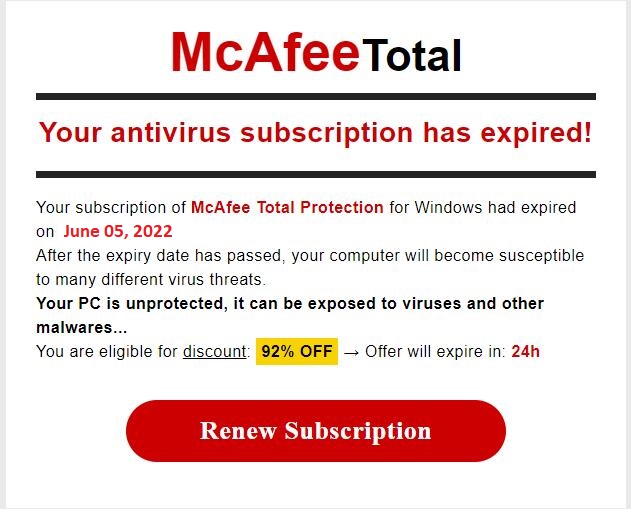 McAfee Total
Your antivirus subscription has expired!
Your subscription of McAfee Total Protection for Windows had expired
on June 05, 2022
After the expiry date has passed, your computer will become susceptible
to many different virus threats.
Your PC is unprotected, it can be exposed to viruses and other
malwares...
You are eligible for discount: 92% OFF → Offer will expire in: 24h
Renew Subscription